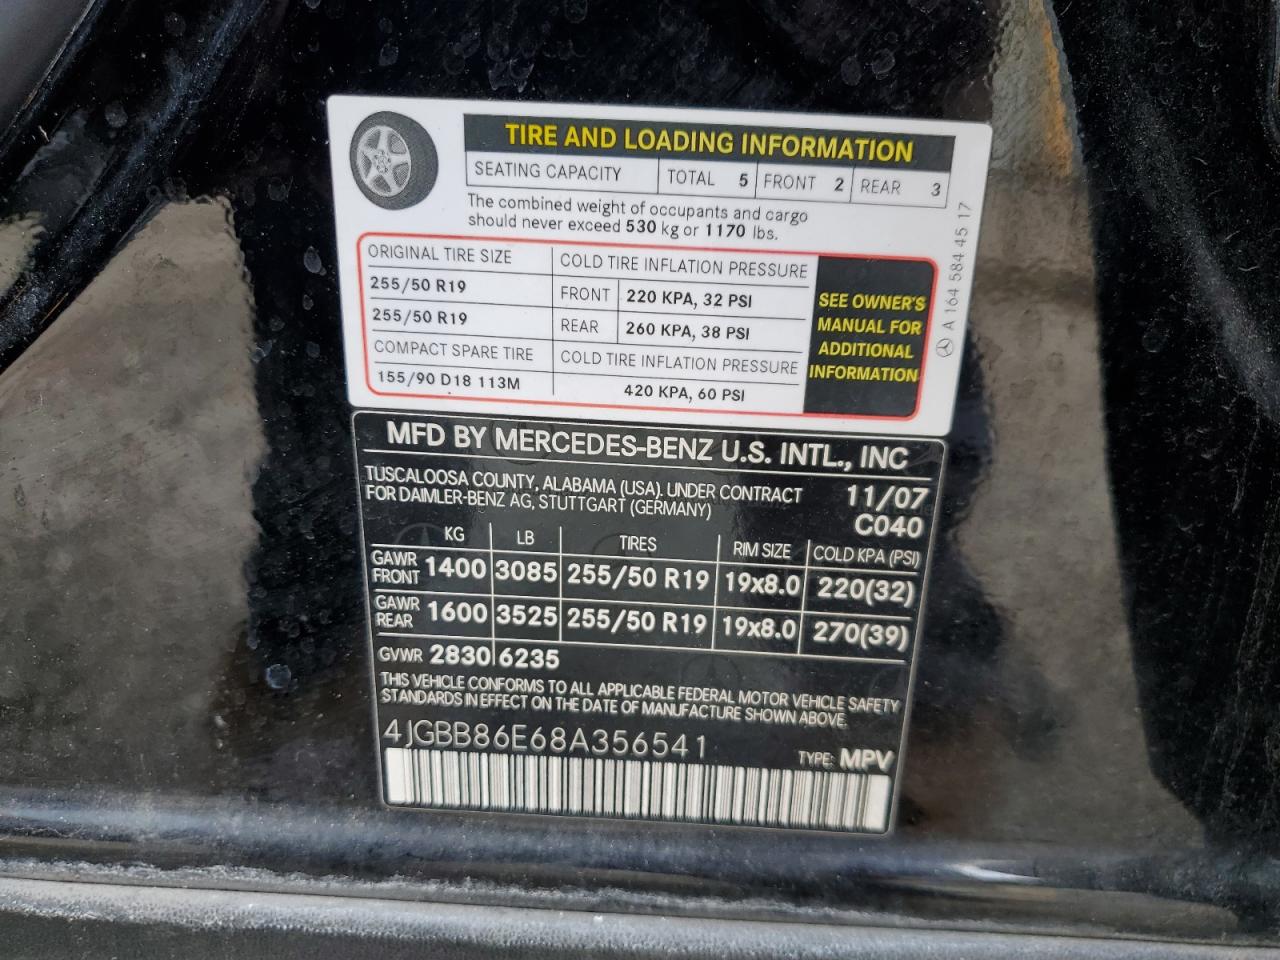 TIRE AND LOADING INFORMATION
SEATING CAPACITY TOTAL 5 FRONT 2 REAR 3
The combined weight of occupants and cargo
should never exceed 530 kg or 1170 lbs.
ORIGINAL TIRE SIZE COLD TIRE INFLATION PRESSURE
255/50 R19 FRONT 220 KPA, 32 PSI
255/50 R19 REAR 260 KPA, 38 PSI
COMPACT SPARE TIRE COLD TIRE INFLATION PRESSURE
155/90 D18 113M 420 KPA, 60 PSI
SEE OWNER'S
MANUAL FOR
ADDITIONAL
INFORMATION
A 164 584 45 17
MFD BY MERCEDES-BENZ U.S. INTL., INC
TUSCALOOSA COUNTY, ALABAMA (USA). UNDER CONTRACT 11/07
FOR DAIMLER-BENZ AG, STUTTGART (GERMANY) C040
KG LB TIRES RIM SIZE COLD KPA (PSI)
GAWR FRONT 1400 3085 255/50 R19 19x8.0 220(32)
GAWR REAR 1600 3525 255/50 R19 19x8.0 270(39)
GVWR 2830 6235
THIS VEHICLE CONFORMS TO ALL APPLICABLE FEDERAL MOTOR VEHICLE SAFETY
STANDARDS IN EFFECT ON THE DATE OF MANUFACTURE SHOWN ABOVE.
4JGBB86E68A356541 TYPE: MPV